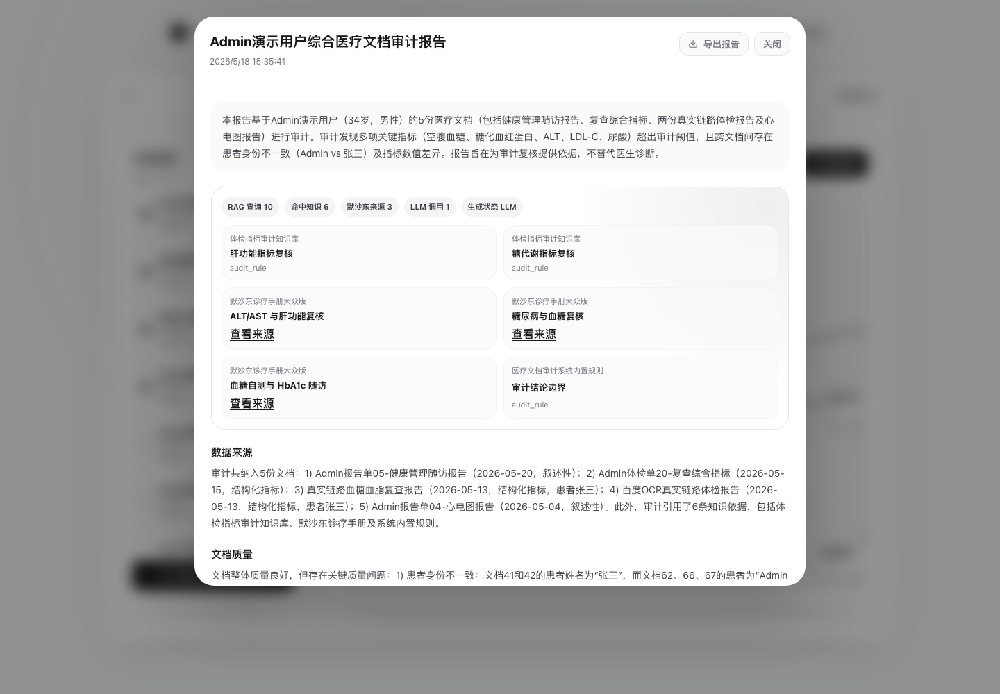 Admin演示用户综合医疗文档审计报告
导出报告
关闭
2026/5/18 15:35:41
本报告基于Admin演示用户（34岁，男性）的5份医疗文档（包括健康管理随访报告、复查综合指标、两份真实链路体检报告及心
电图报告）进行审计。审计发现多项关键指标（空腹血糖、糖化血红蛋白、ALT、LDL-C、尿酸）超出审计阈值，且跨文档间存在
患者身份不一致（Admin vs 张三）及指标数值差异。报告旨在为审计复核提供依据，不替代医生诊断。
RAG 查询 10
命中知识 6
默沙东来源 3
LLM 调用 1
生成状态 LLM
体检指标审计知识库
肝功能指标复核
audit_rule
体检指标审计知识库
糖代谢指标复核
audit_rule
默沙东诊疗手册大众版
ALT/AST 与肝功能复核
查看来源
默沙东诊疗手册大众版
糖尿病与血糖复核
查看来源
默沙东诊疗手册大众版
血糖自测与 HbA1c 随访
查看来源
医疗文档审计系统内置规则
审计结论边界
audit_rule
数据来源
审计共纳入5份文档：1) Admin报告单05-健康管理随访报告（2026-05-20，叙述性）；2) Admin体检单20-复查综合指标（2026-05-
15，结构化指标）；3) 真实链路血糖血脂复查报告（2026-05-13，结构化指标，患者张三）；4) 百度OCR真实链路体检报告（2026-
05-13，结构化指标，患者张三）；5) Admin报告单04-心电图报告（2026-05-04，叙述性）。此外，审计引用了6条知识依据，包括体
检指标审计知识库、默沙东诊疗手册及系统内置规则。
文档质量
文档整体质量良好，但存在关键质量问题：1) 患者身份不一致：文档41和42的患者姓名为“张三”，而文档62、66、67的患者为“Admin